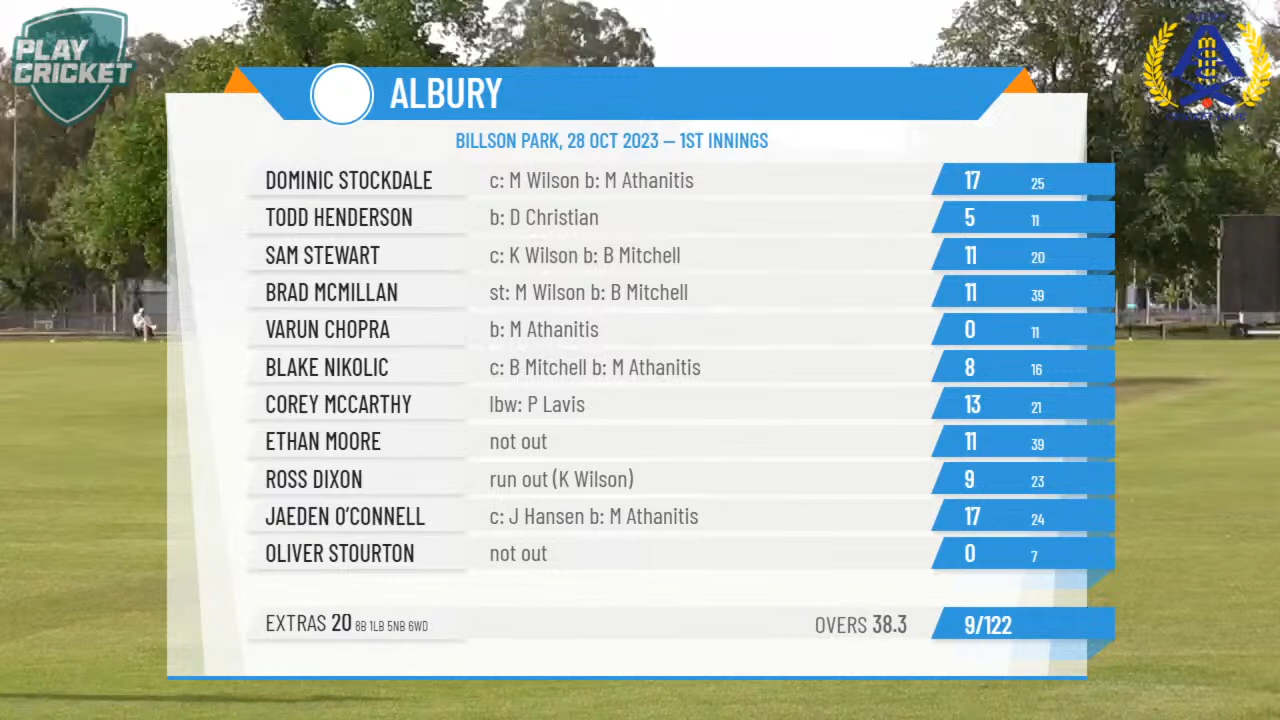 PLAY
CRICKET
ALBURY
BILLSON PARK, 28 OCT 2023 – 1ST INNINGS
DOMINIC STOCKDALE c: M Wilson b: M Athanitis 17 25
TODD HENDERSON b: D Christian 5 11
SAM STEWART c: K Wilson b: B Mitchell 11 20
BRAD MCMILLAN st: M Wilson b: B Mitchell 11 39
VARUN CHOPRA b: M Athanitis 0 11
BLAKE NIKOLIC c: B Mitchell b: M Athanitis 8 16
COREY MCCARTHY lbw: P Lavis 13 21
ETHAN MOORE not out 11 39
ROSS DIXON run out (K Wilson) 9 23
JAEDEN O'CONNELL c: J Hansen b: M Athanitis 17 24
OLIVER STOURTON not out 0 7
EXTRAS 20 8B 1LB 5NB 6WD OVERS 38.3 9/122